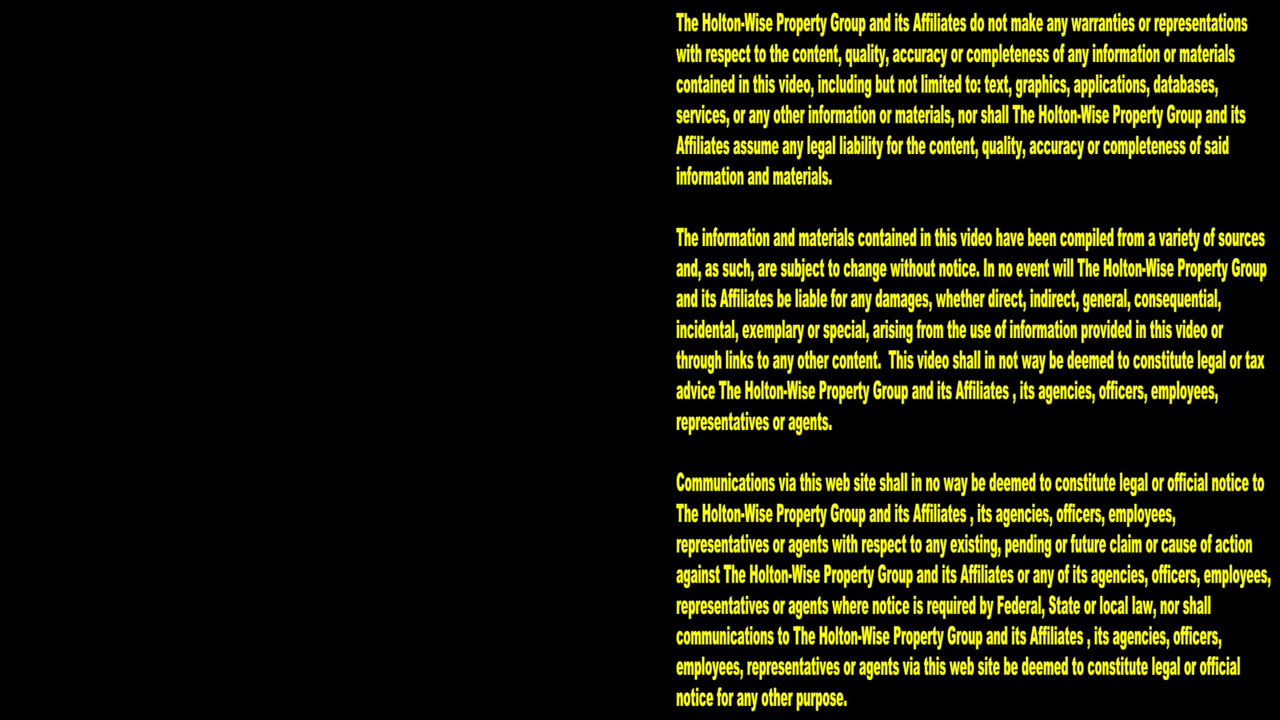 The Holton-Wise Property Group and its Affiliates do not make any warranties or representations
with respect to the content, quality, accuracy or completeness of any information or materials
contained in this video, including but not limited to: text, graphics, applications, databases,
services, or any other information or materials, nor shall The Holton-Wise Property Group and its
Affiliates assume any legal liability for the content, quality, accuracy or completeness of said
information and materials.
The information and materials contained in this video have been compiled from a variety of sources
and, as such, are subject to change without notice. In no event will The Holton-Wise Property Group
and its Affiliates be liable for any damages, whether direct, indirect, general, consequential,
incidental, exemplary or special, arising from the use of information provided in this video or
through links to any other content.  This video shall in not way be deemed to constitute legal or tax
advice The Holton-Wise Property Group and its Affiliates , its agencies, officers, employees,
representatives or agents.
Communications via this web site shall in no way be deemed to constitute legal or official notice to
The Holton-Wise Property Group and its Affiliates , its agencies, officers, employees,
representatives or agents with respect to any existing, pending or future claim or cause of action
against The Holton-Wise Property Group and its Affiliates or any of its agencies, officers, employees,
representatives or agents where notice is required by Federal, State or local law, nor shall
communications to The Holton-Wise Property Group and its Affiliates , its agencies, officers,
employees, representatives or agents via this web site be deemed to constitute legal or official
notice for any other purpose.